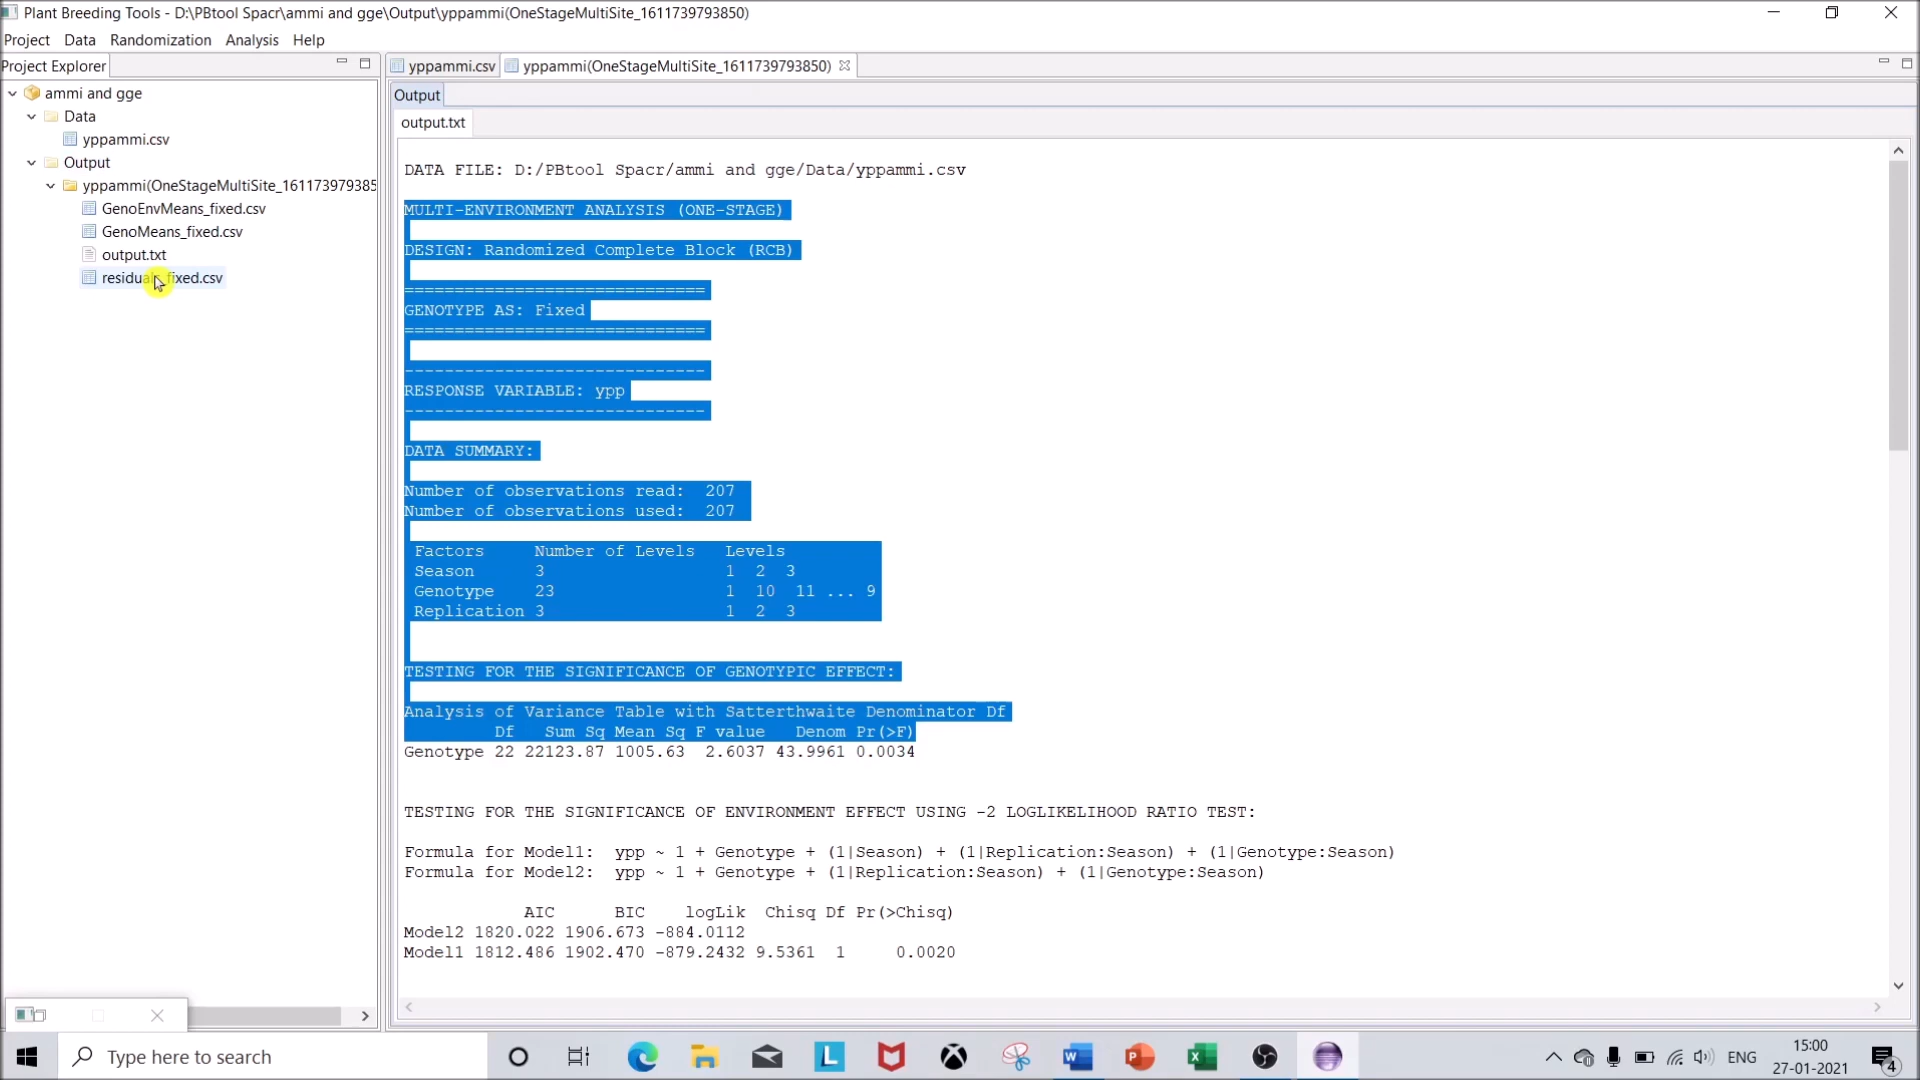 Plant Breeding Tools - D:\PBtool Spacr\ammi and gge\Output\yppammi(OneStageMultiSite_1611739793850)
Project Data Randomization Analysis Help
Project Explorer
ammi and gge
Data
yppammi.csv
Output
yppammi(OneStageMultiSite_161173979385
GenoEnvMeans_fixed.csv
GenoMeans_fixed.csv
output.txt
residuals_fixed.csv
yppammi.csv yppammi(OneStageMultiSite_1611739793850)
Output
output.txt
DATA FILE: D:/PBtool Spacr/ammi and gge/Data/yppammi.csv
MULTI-ENVIRONMENT ANALYSIS (ONE-STAGE)
DESIGN: Randomized Complete Block (RCB)
==============================
GENOTYPE AS: Fixed
==============================
------------------------------
RESPONSE VARIABLE: ypp
------------------------------
DATA SUMMARY:
Number of observations read: 207
Number of observations used: 207
Factors Number of Levels Levels
Season 3 1 2 3
Genotype 23 1 10 11 ... 9
Replication 3 1 2 3
TESTING FOR THE SIGNIFICANCE OF GENOTYPIC EFFECT:
Analysis of Variance Table with Satterthwaite Denominator Df
Df Sum Sq Mean Sq F value Denom Pr(>F)
Genotype 22 22123.87 1005.63 2.6037 43.9961 0.0034
TESTING FOR THE SIGNIFICANCE OF ENVIRONMENT EFFECT USING -2 LOGLIKELIHOOD RATIO TEST:
Formula for Model1: ypp ~ 1 + Genotype + (1|Season) + (1|Replication:Season) + (1|Genotype:Season)
Formula for Model2: ypp ~ 1 + Genotype + (1|Replication:Season) + (1|Genotype:Season)
AIC BIC logLik Chisq Df Pr(>Chisq)
Model2 1820.022 1906.673 -884.0112
Model1 1812.486 1902.470 -879.2432 9.5361 1 0.0020
Type here to search
L
W
P
X
ENG
15:00
27-01-2021
4